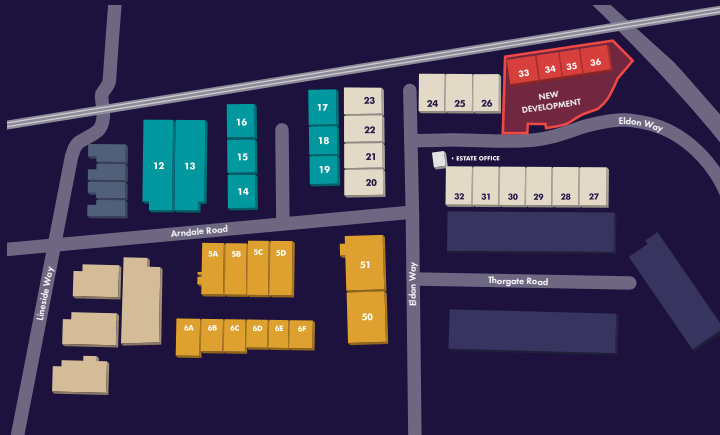 33 34 35 36
NEW
DEVELOPMENT
24 25 26
23
22
21
20
17
18
19
16
15
14
12 13
Eldon Way
• ESTATE OFFICE
32 31 30 29 28 27
Arndale Road
5A 5B 5C 5D
51
50
6A 6B 6C 6D 6E 6F
Lineside Way
Eldon Way
Thorgate Road